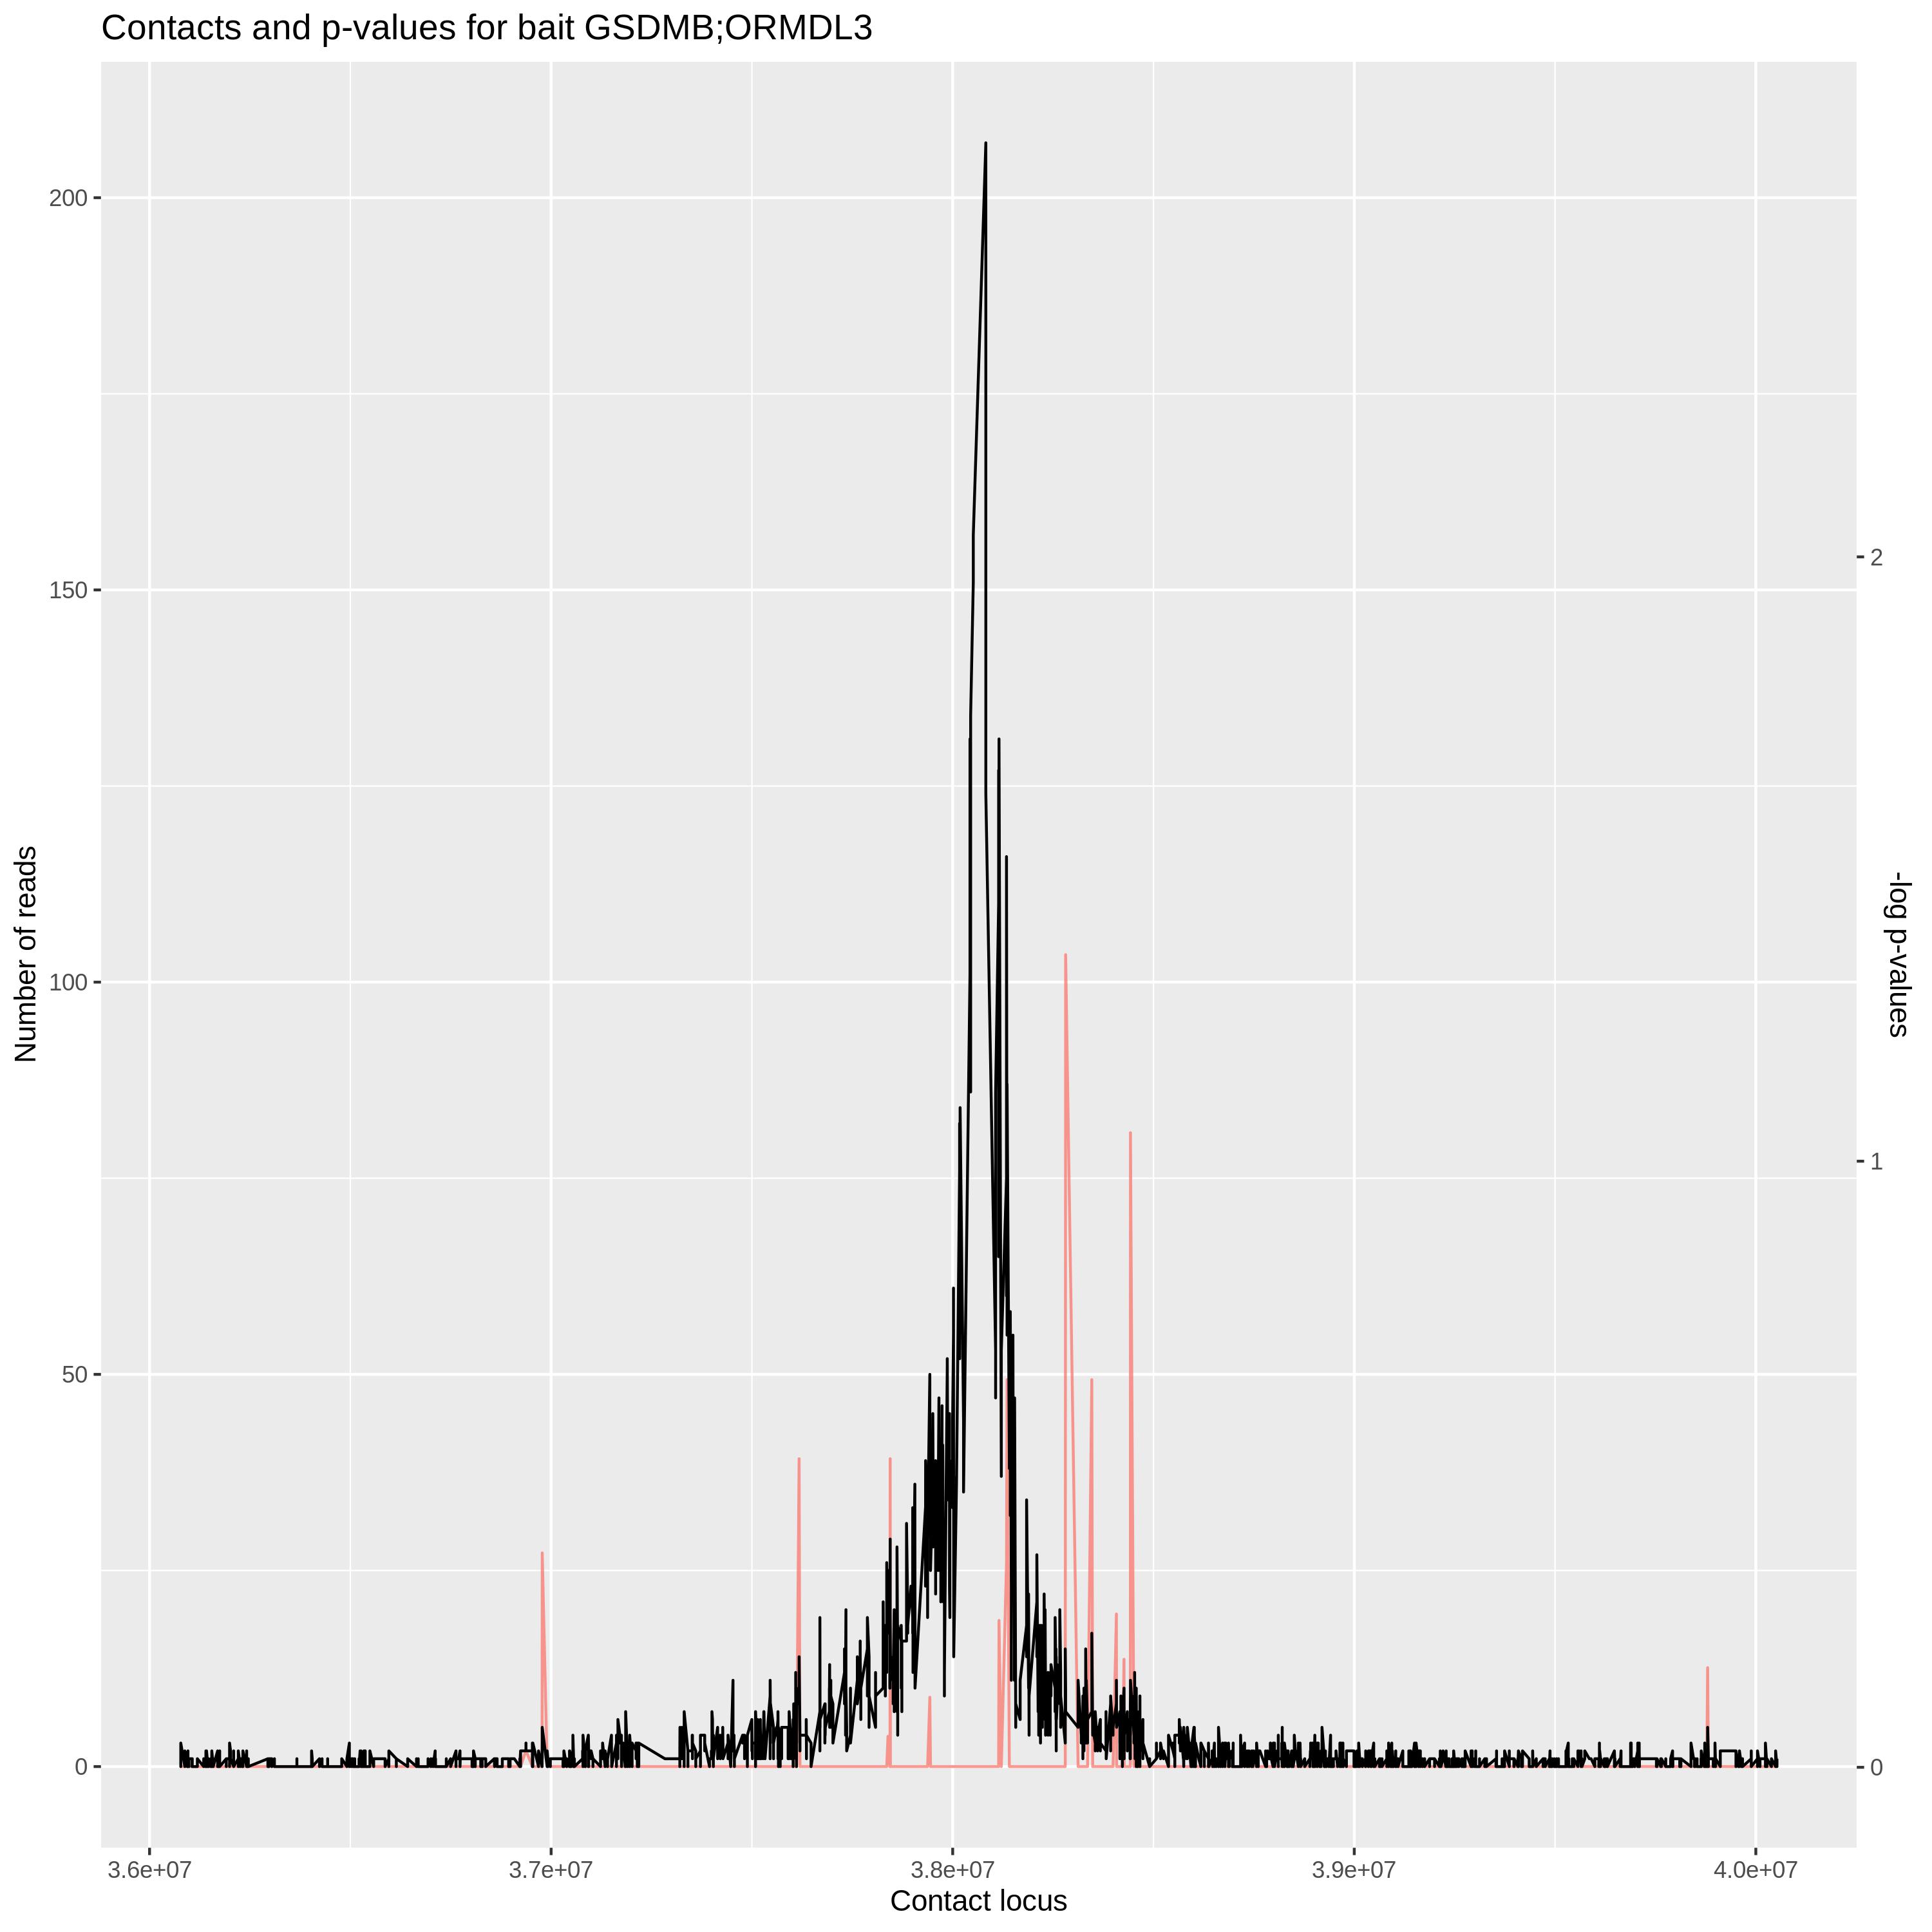 Contacts and p-values for bait GSDMB;ORMDL3
200
150
100
50
0
Number of reads
2
1
0
-log p-values
3.6e+07 3.7e+07 3.8e+07 3.9e+07 4.0e+07
Contact locus